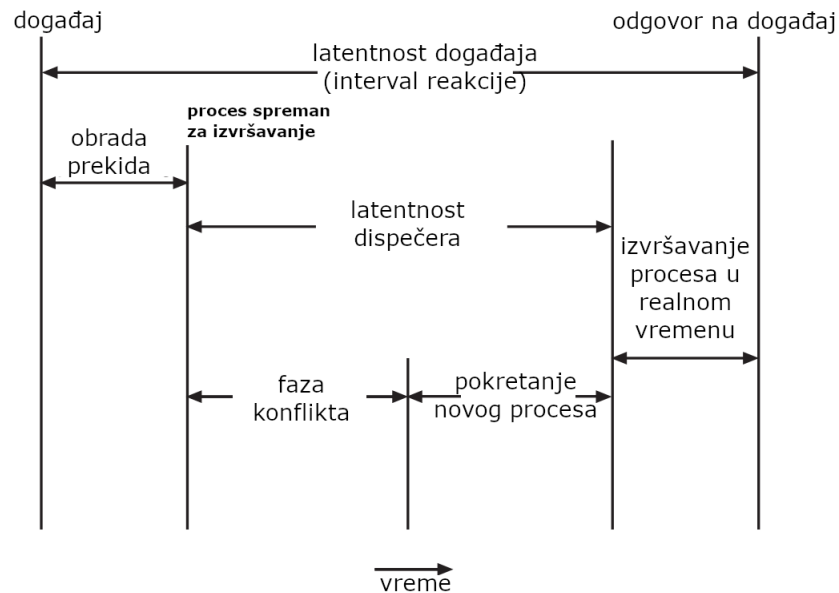 događaj
odgovor na događaj
latentnost događaja
(interval reakcije)
proces spreman
za izvršavanje
obrada
prekida
latentnost
dispečera
izvršavanje
procesa u
realnom
vremenu
faza
konflikta
pokretanje
novog procesa
vreme